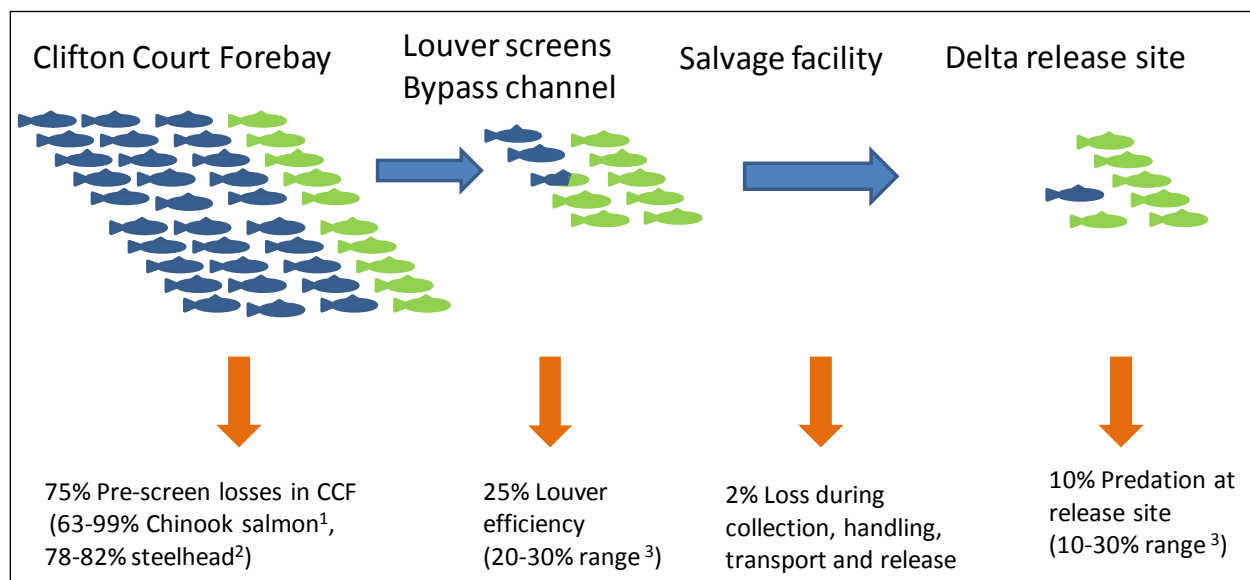 Clifton Court Forebay
Louver screens
Bypass channel
Salvage facility
Delta release site
75% Pre-screen losses in CCF
(63-99% Chinook salmon¹,
78-82% steelhead²)
25% Louver
efficiency
(20-30% range ³)
2% Loss during
collection, handling,
transport and release
10% Predation at
release site
(10-30% range ³)